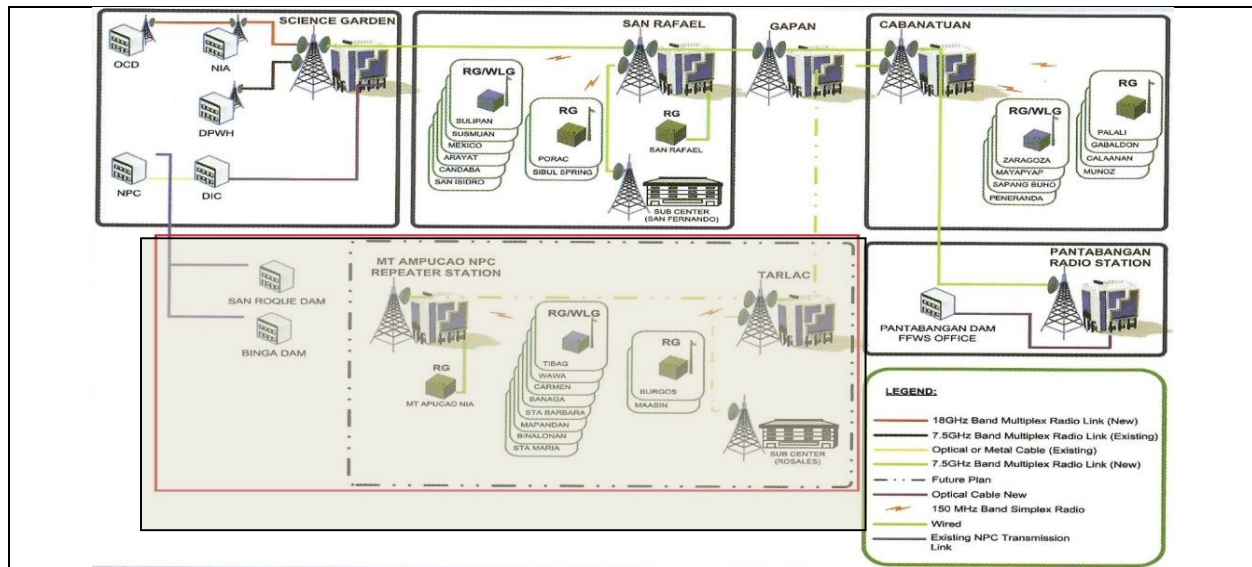 SCIENCE GARDEN
OCD
NIA
DPWH
NPC
DIC
SAN RAFAEL
RG/WLG
SULIPAN
SUSMUAN
MEXICO
ARAYAT
CANDABA
SAN ISIDRO
RG
PORAC
SIBUL SPRING
RG
SAN RAFAEL
SUB CENTER
(SAN FERNANDO)
GAPAN
CABANATUAN
RG/WLG
ZARAGOZA
MAYAPYAP
SAPANG BUHO
PENERANDA
RG
PALALI
GABALDON
CALAANAN
MUNOZ
SAN ROQUE DAM
BINGA DAM
MT AMPUCAO NPC
REPEATER STATION
RG
MT APUCAO NIA
RG/WLG
TIBAG
WAWA
CARMEN
BANAGA
STA BARBARA
MAPANDAN
BINALONAN
STA MARIA
RG
BURGOS
MAASIN
TARLAC
SUB CENTER
(ROSALES)
PANTABANGAN
RADIO STATION
PANTABANGAN DAM
FFWS OFFICE
LEGEND:
18GHz Band Multiplex Radio Link (New)
7.5GHz Band Multiplex Radio Link (Existing)
Optical or Metal Cable (Existing)
7.5GHz Band Multiplex Radio Link (New)
Future Plan
Optical Cable New
150 MHz Band Simplex Radio
Wired
Existing NPC Transmission
Link